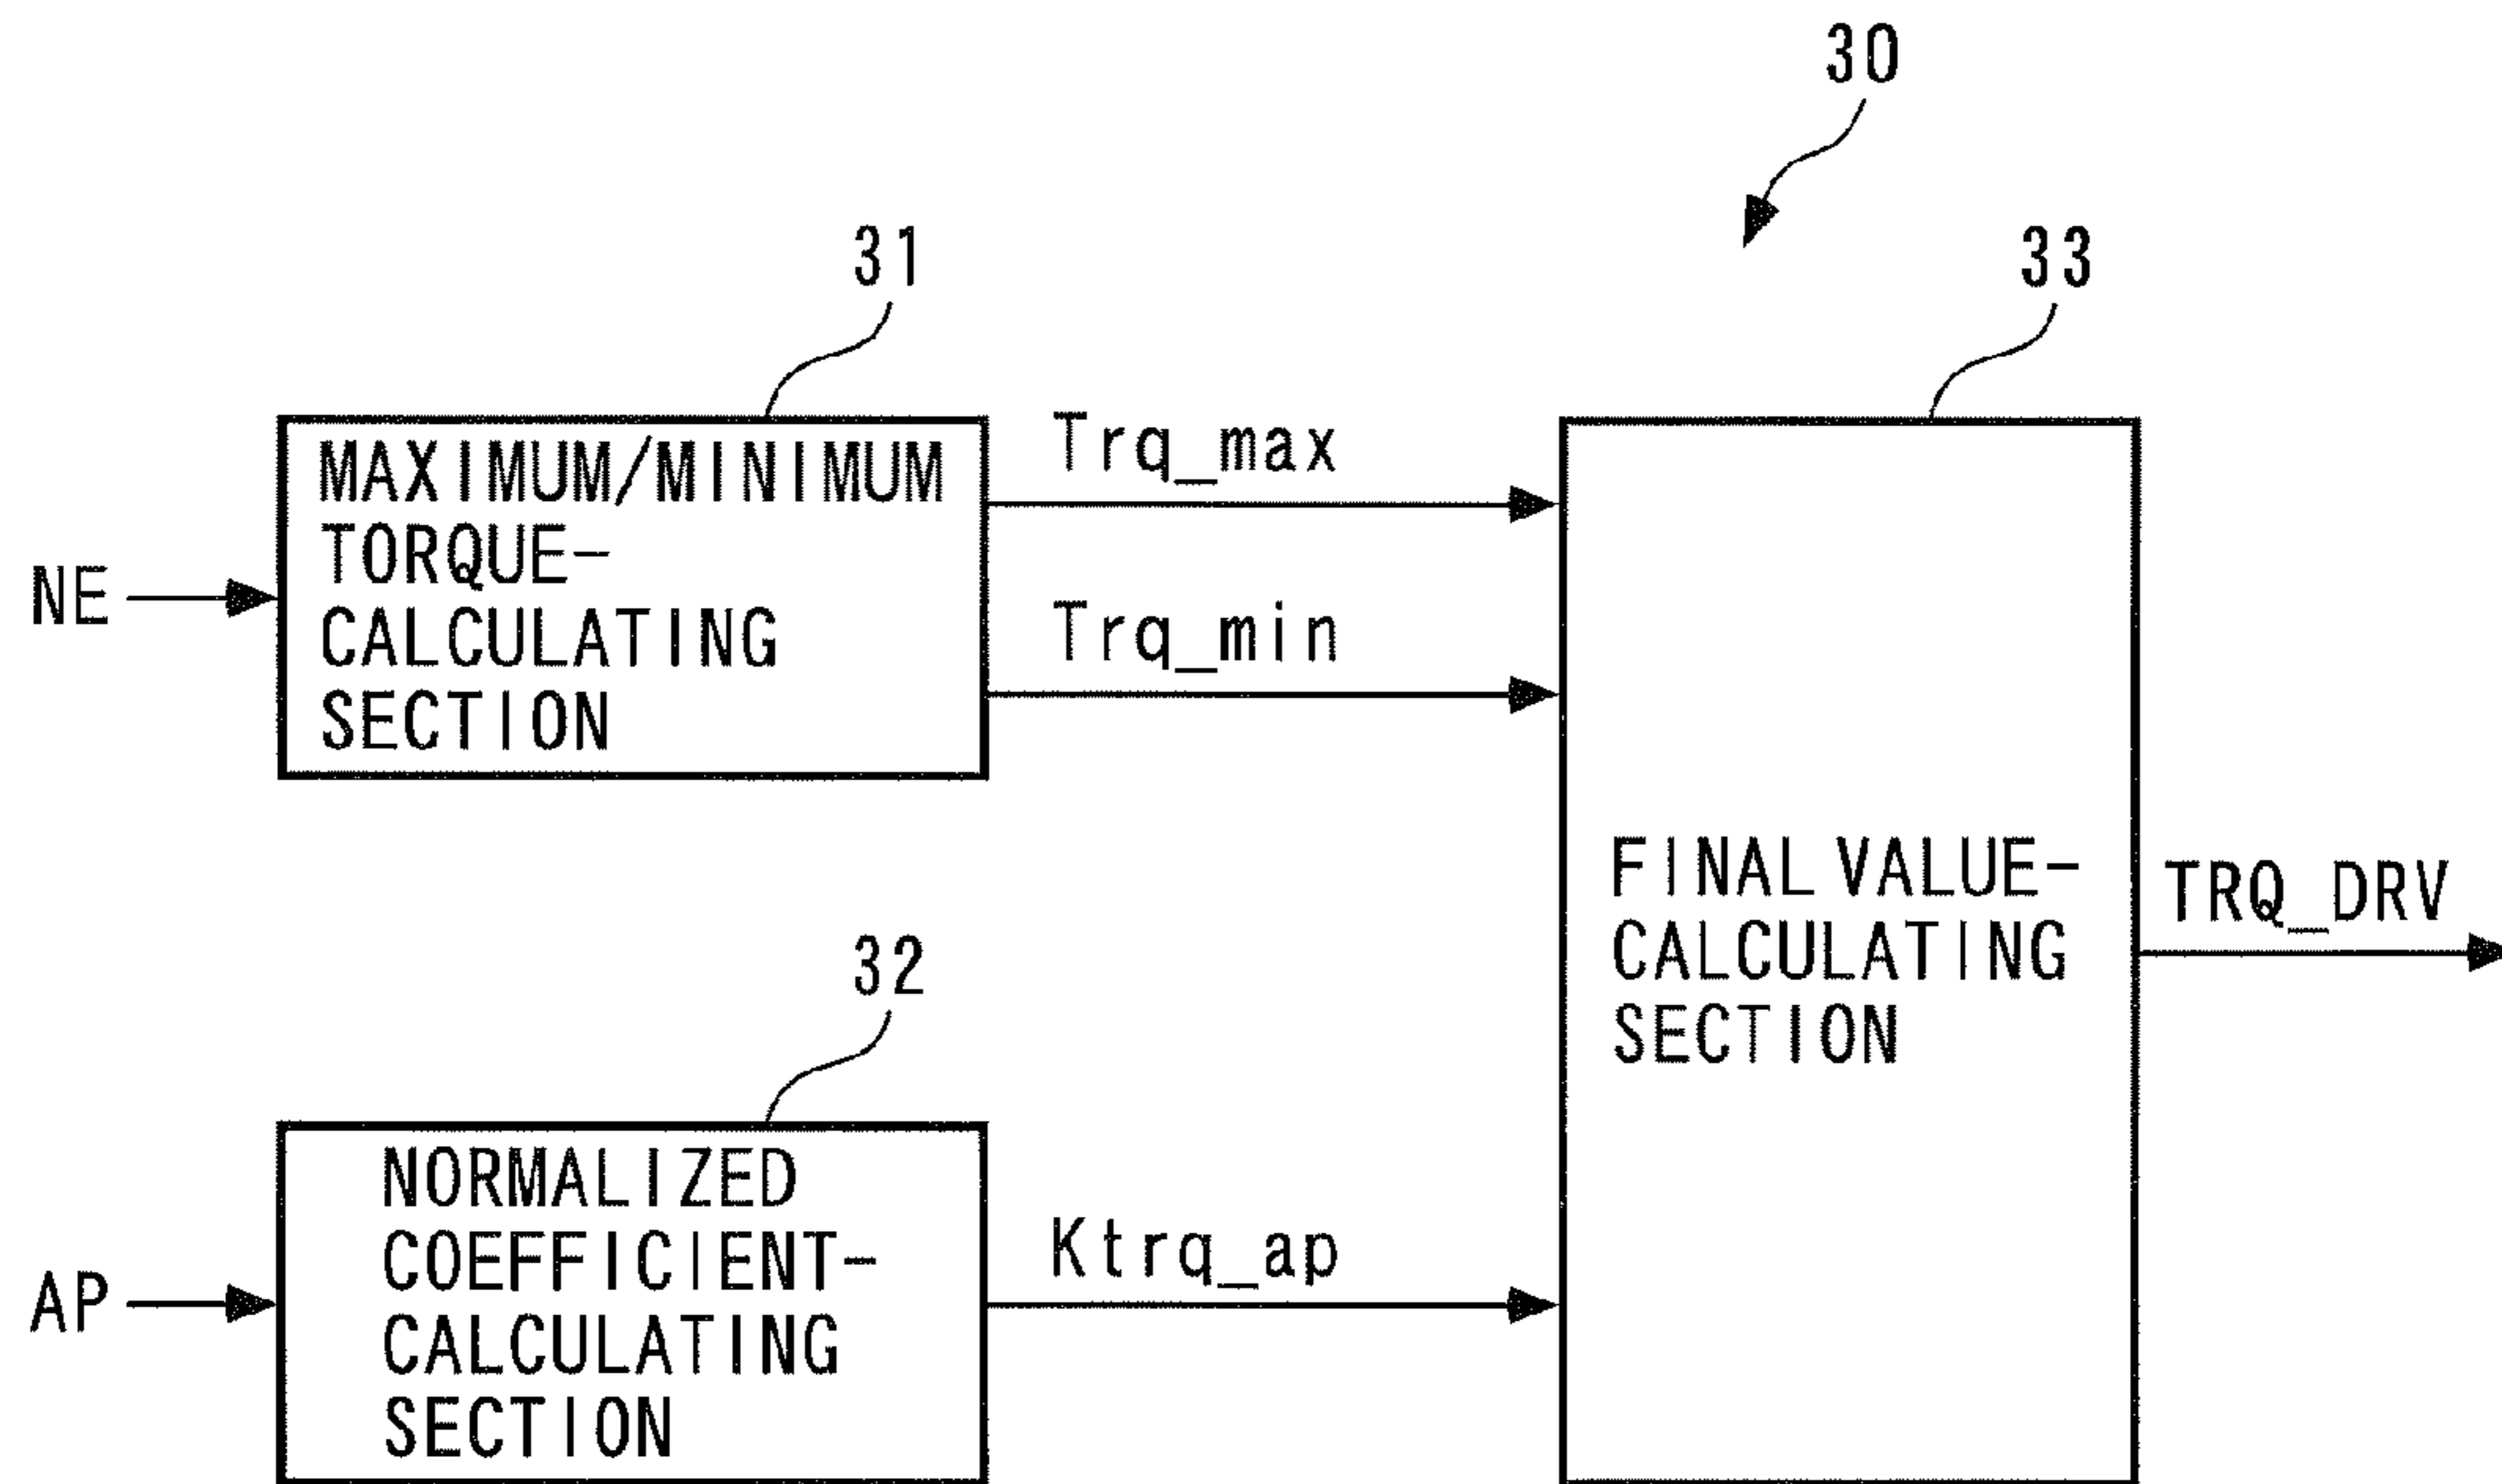 30
31
33
MAXIMUM/MINIMUM
TORQUE-
CALCULATING
SECTION
NE
Trq_max
Trq_min
FINAL VALUE-
CALCULATING
SECTION
TRQ_DRV
32
NORMALIZED
COEFFICIENT-
CALCULATING
SECTION
AP
Ktrq_ap